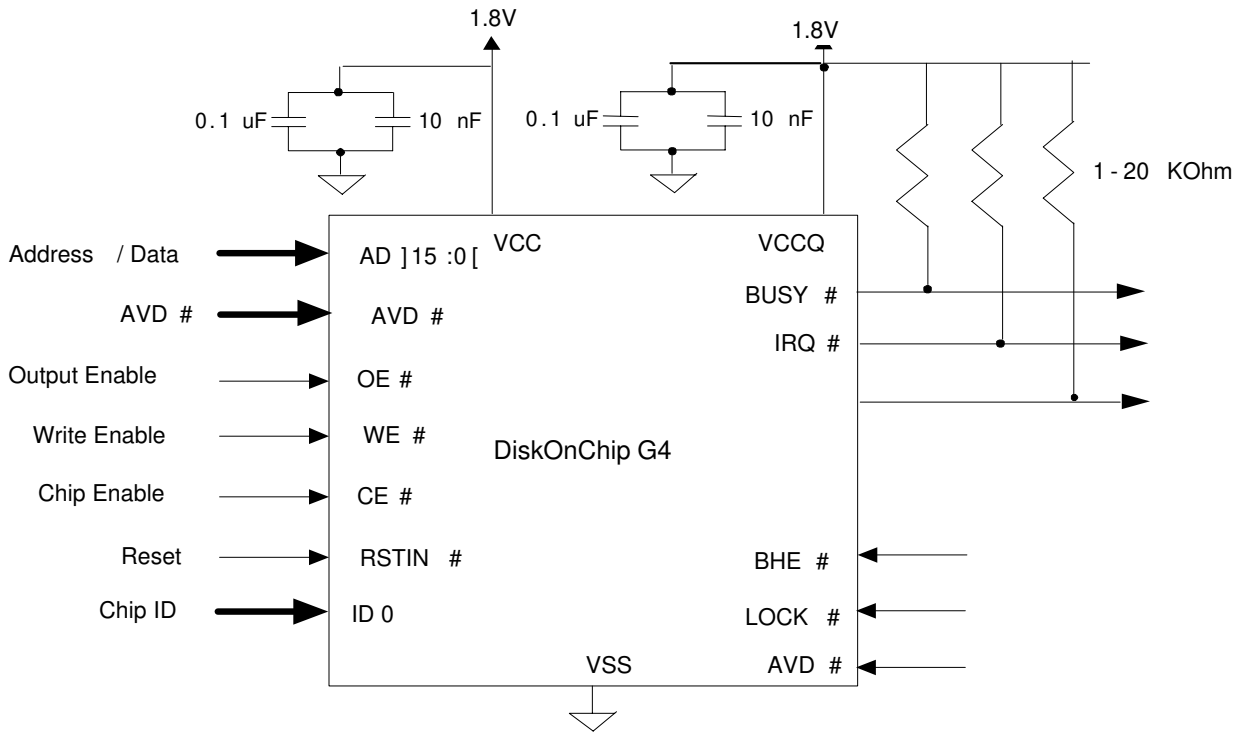 1.8V
1.8V
0.1 uF
10 nF
0.1 uF
10 nF
1 - 20 KOhm
VCC
VCCQ
Address / Data
AD ]15 :0 [
BUSY #
AVD #
AVD #
IRQ #
Output Enable
OE #
Write Enable
WE #
DiskOnChip G4
Chip Enable
CE #
Reset
RSTIN #
BHE #
Chip ID
ID 0
LOCK #
VSS
AVD #